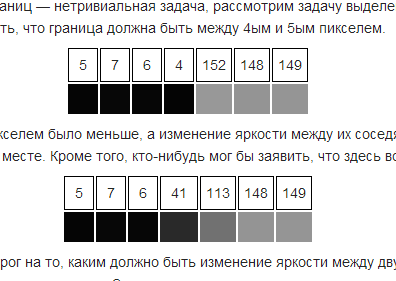 аниц — нетривиальная задача, рассмотрим задачу выделе
ть, что граница должна быть между 4ым и 5ым пикселем.
5 7 6 4 152 148 149
кселем было меньше, а изменение яркости между их соседя
месте. Кроме того, кто-нибудь мог бы заявить, что здесь вс
5 7 6 41 113 148 149
рог на то, каким должно быть изменение яркости между дву